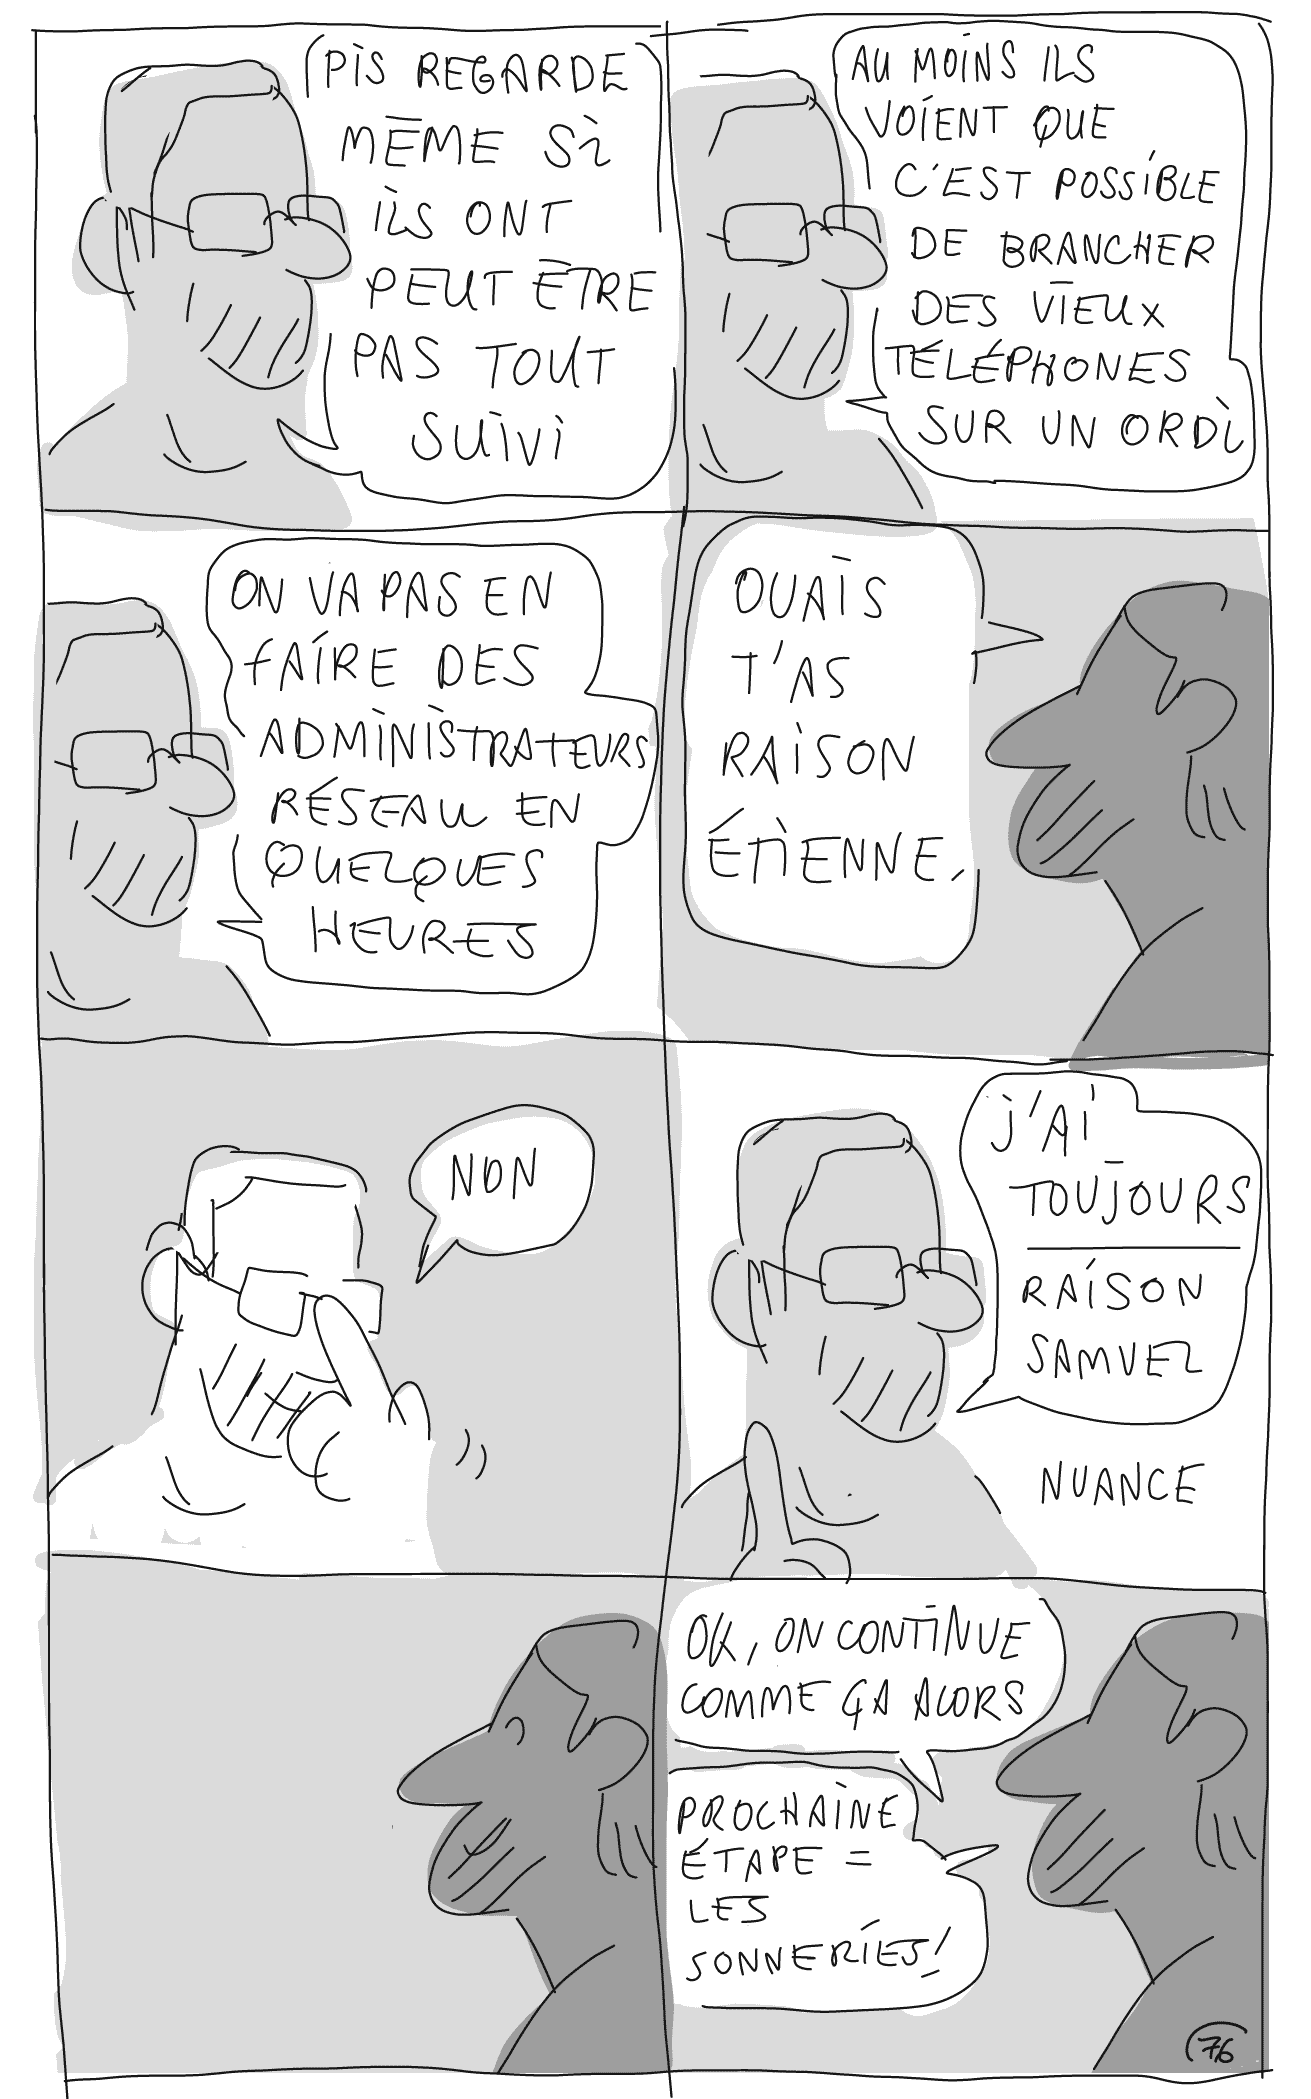 PIS REGARDE
MÊME SI
ILS ONT
PEUT ÊTRE
PAS TOUT
SUIVI
AU MOINS ILS
VOIENT QUE
C'EST POSSIBLE
DE BRANCHER
DES VIEUX
TÉLÉPHONES
SUR UN ORDI
ON VA PAS EN
FAIRE DES
ADMINISTRATEURS
RÉSEAU EN
QUELQUES
HEURES
OUAIS
T'AS
RAISON
ÉTIENNE.
NON
J'AI
TOUJOURS
RAISON
SAMUEL
NUANCE
OK, ON CONTINUE
COMME ÇA ALORS
PROCHAINE
ÉTAPE =
LES
SONNERIES!
76